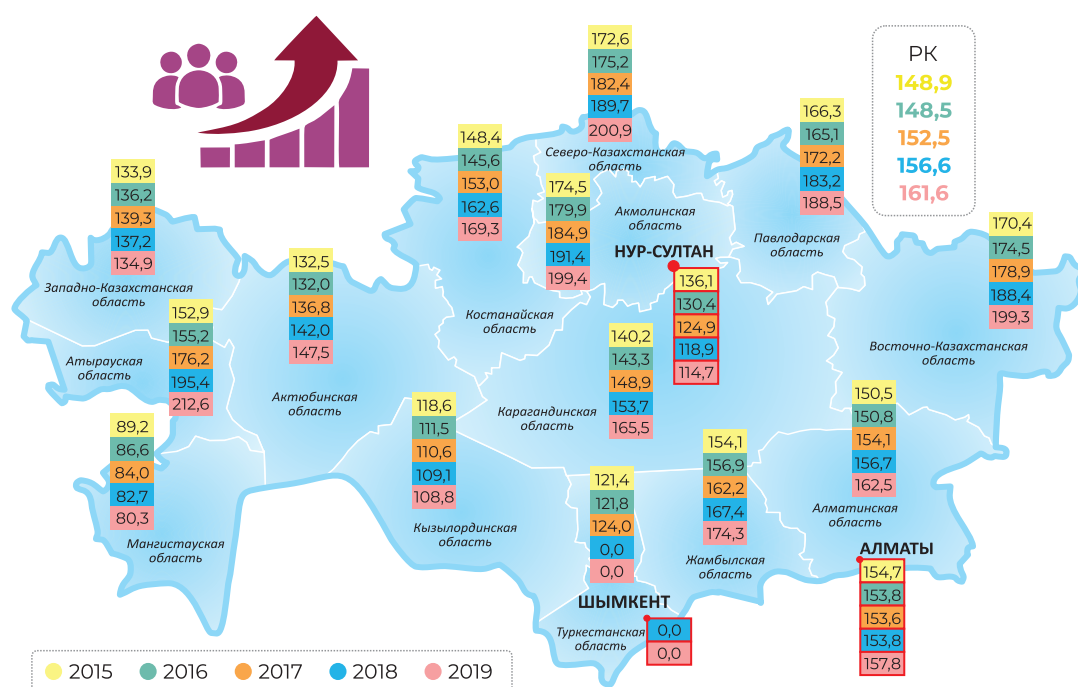 172,6
175,2
182,4
189,7
200,9
Северо-Казахстанская
область
РК
148,9
148,5
152,5
156,6
161,6
166,3
165,1
172,2
183,2
188,5
Павлодарская
область
148,4
145,6
153,0
162,6
169,3
Костанайская
область
174,5
179,9
184,9
191,4
199,4
Акмолинская
область
НУР-СУЛТАН
136,1
130,4
124,9
118,9
114,7
133,9
136,2
139,3
137,2
134,9
Западно-Казахстанская
область
132,5
132,0
136,8
142,0
147,5
Актюбинская
область
170,4
174,5
178,9
188,4
199,3
Восточно-Казахстанская
область
152,9
155,2
176,2
195,4
212,6
Атырауская
область
140,2
143,3
148,9
153,7
165,5
Карагандинская
область
89,2
86,6
84,0
82,7
80,3
Мангистауская
область
118,6
111,5
110,6
109,1
108,8
Кызылординская
область
121,4
121,8
124,0
0,0
0,0
ШЫМКЕНТ
0,0
0,0
Туркестанская
область
154,1
156,9
162,2
167,4
174,3
Жамбылская
область
150,5
150,8
154,1
156,7
162,5
Алматинская
область
АЛМАТЫ
154,7
153,8
153,6
153,8
157,8
2015 2016 2017 2018 2019